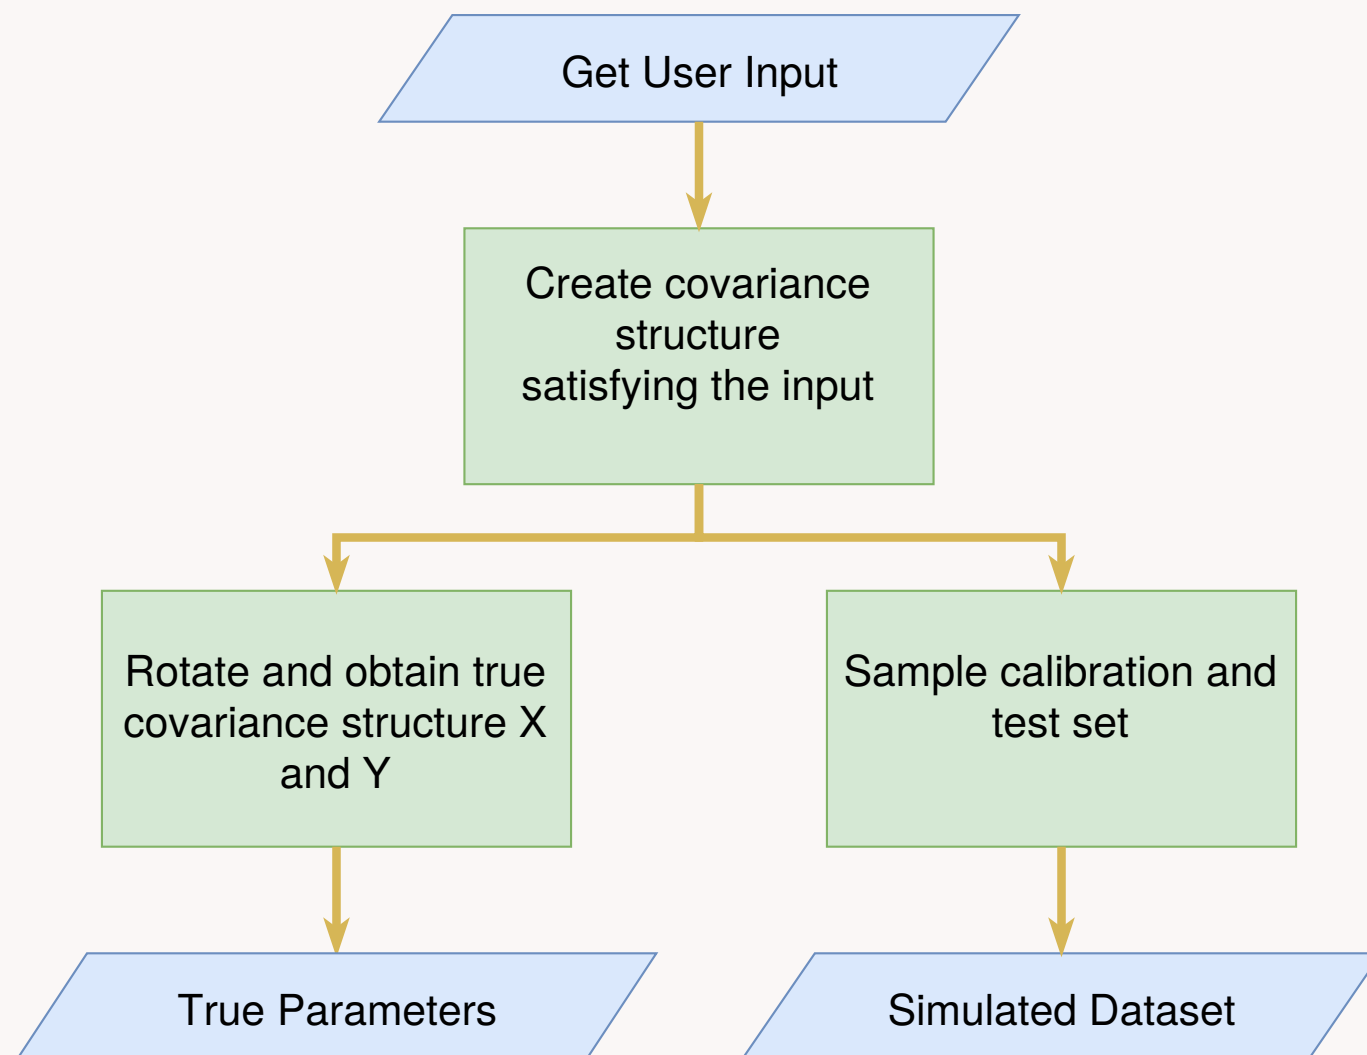 Get User Input
Create covariance
structure
satisfying the input
Rotate and obtain true
covariance structure X
and Y
Sample calibration and
test set
True Parameters
Simulated Dataset